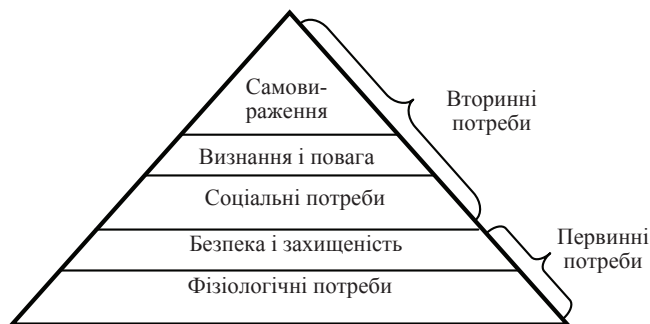 Самови-
раження
Вторинні
потреби
Визнання і повага
Соціальні потреби
Безпека і захищеність
Первинні
потреби
Фізіологічні потреби